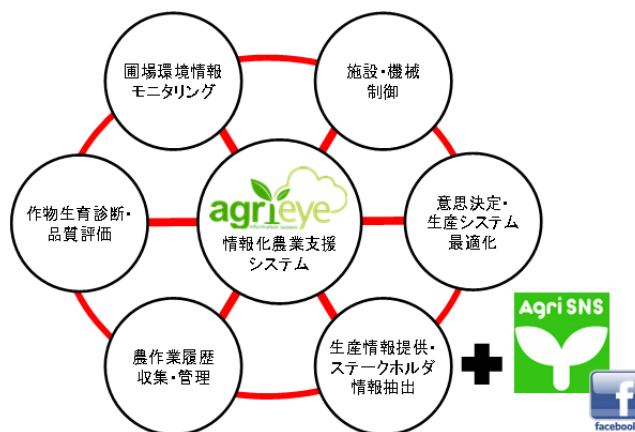 圃場環境情報
モニタリング
施設・機械
制御
作物生育診断・
品質評価
agrieye
information system
情報化農業支援
システム
意思決定・
生産システム
最適化
農作業履歴
収集・管理
生産情報提供・
ステークホルダ
情報抽出
Agri SNS
f
facebook